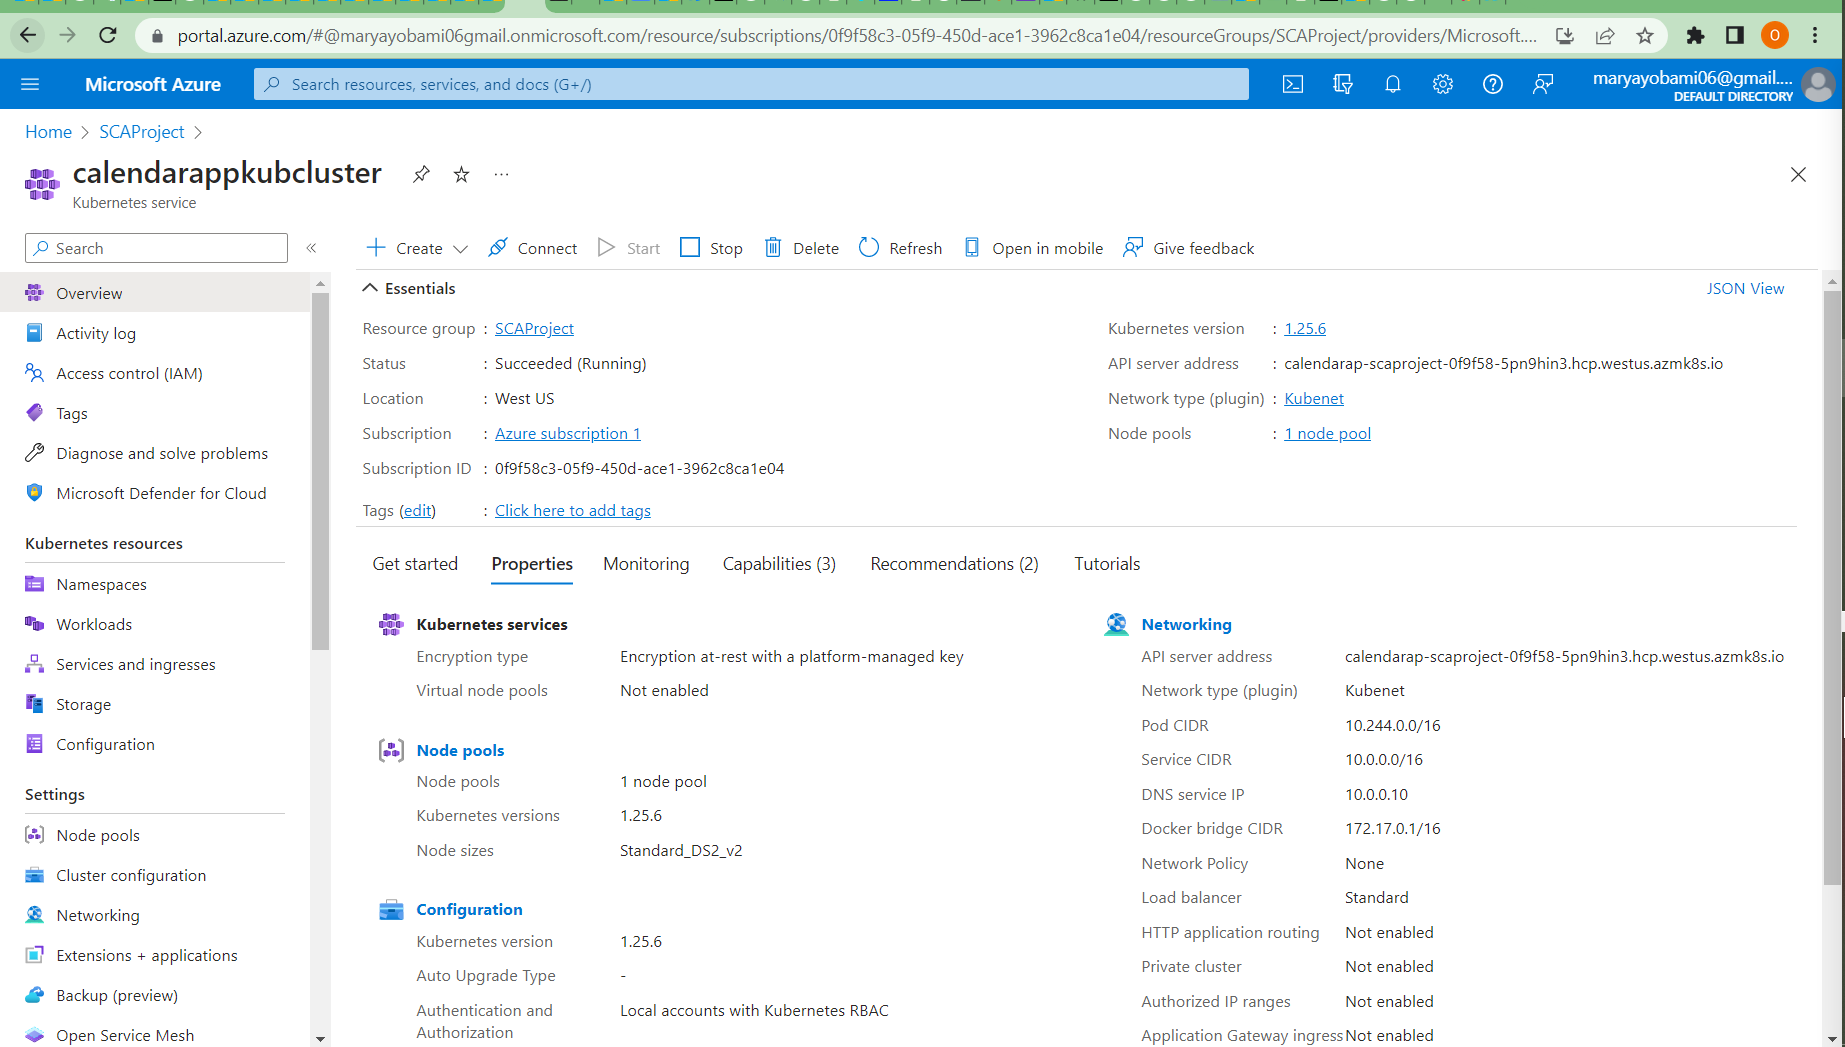 portal.azure.com/#@maryayobami06gmail.onmicrosoft.com/resource/subscriptions/0f9f58c3-05f9-450d-ace1-3962c8ca1e04/resourceGroups/SCAProject/providers/Microsoft....
O
Microsoft Azure
Search resources, services, and docs (G+/)
maryayobami06@gmail....
DEFAULT DIRECTORY
Home > SCAProject >
calendarappkubcluster
Kubernetes service
Search
Create
Connect
Start
Stop
Delete
Refresh
Open in mobile
Give feedback
Overview
Activity log
Access control (IAM)
Tags
Diagnose and solve problems
Microsoft Defender for Cloud
Kubernetes resources
Namespaces
Workloads
Services and ingresses
Storage
Configuration
Settings
Node pools
Cluster configuration
Networking
Extensions + applications
Backup (preview)
Open Service Mesh
Essentials
JSON View
Resource group : SCAProject
Status : Succeeded (Running)
Location : West US
Subscription : Azure subscription 1
Subscription ID : 0f9f58c3-05f9-450d-ace1-3962c8ca1e04
Tags (edit) : Click here to add tags
Kubernetes version : 1.25.6
API server address : calendarap-scaproject-0f9f58-5pn9hin3.hcp.westus.azmk8s.io
Network type (plugin) : Kubenet
Node pools : 1 node pool
Get started
Properties
Monitoring
Capabilities (3)
Recommendations (2)
Tutorials
Kubernetes services
Encryption type Encryption at-rest with a platform-managed key
Virtual node pools Not enabled
Node pools
Node pools 1 node pool
Kubernetes versions 1.25.6
Node sizes Standard_DS2_v2
Configuration
Kubernetes version 1.25.6
Auto Upgrade Type -
Authentication and Local accounts with Kubernetes RBAC
Authorization
Networking
API server address calendarap-scaproject-0f9f58-5pn9hin3.hcp.westus.azmk8s.io
Network type (plugin) Kubenet
Pod CIDR 10.244.0.0/16
Service CIDR 10.0.0.0/16
DNS service IP 10.0.0.10
Docker bridge CIDR 172.17.0.1/16
Network Policy None
Load balancer Standard
HTTP application routing Not enabled
Private cluster Not enabled
Authorized IP ranges Not enabled
Application Gateway ingress Not enabled